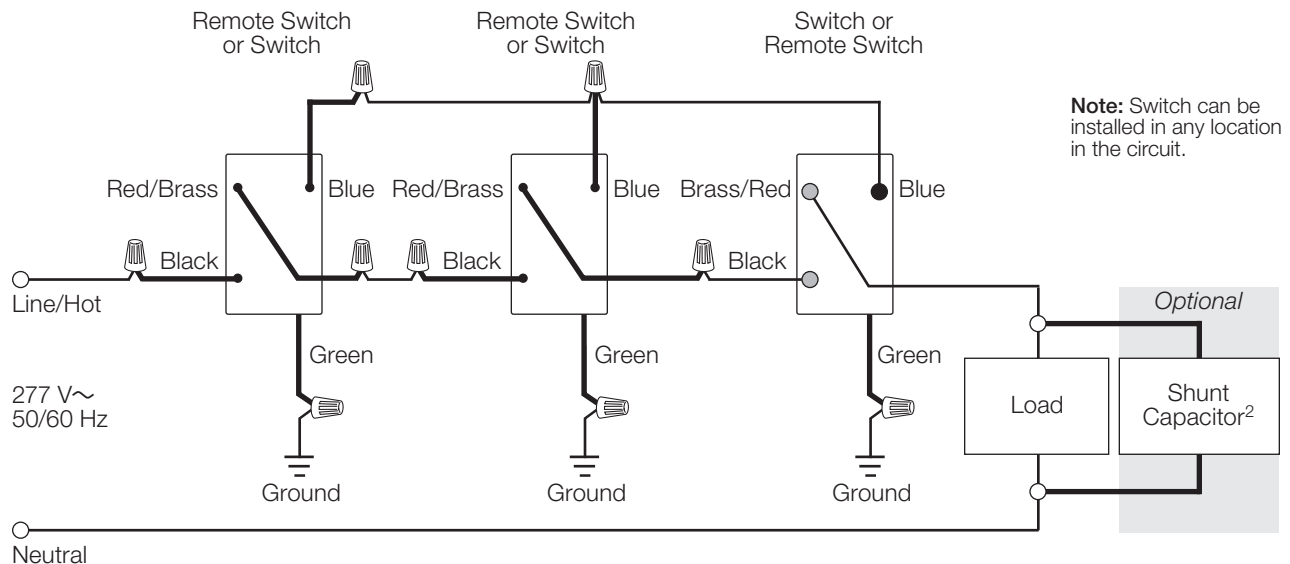 Remote Switch
or Switch
Remote Switch
or Switch
Switch or
Remote Switch
Note: Switch can be
installed in any location
in the circuit.
Red/Brass
Blue
Red/Brass
Blue
Brass/Red
Blue
Black
Black
Black
Line/Hot
Optional
Green
Green
Green
277 V~
50/60 Hz
Load
Shunt
Capacitor²
Ground
Ground
Ground
Neutral